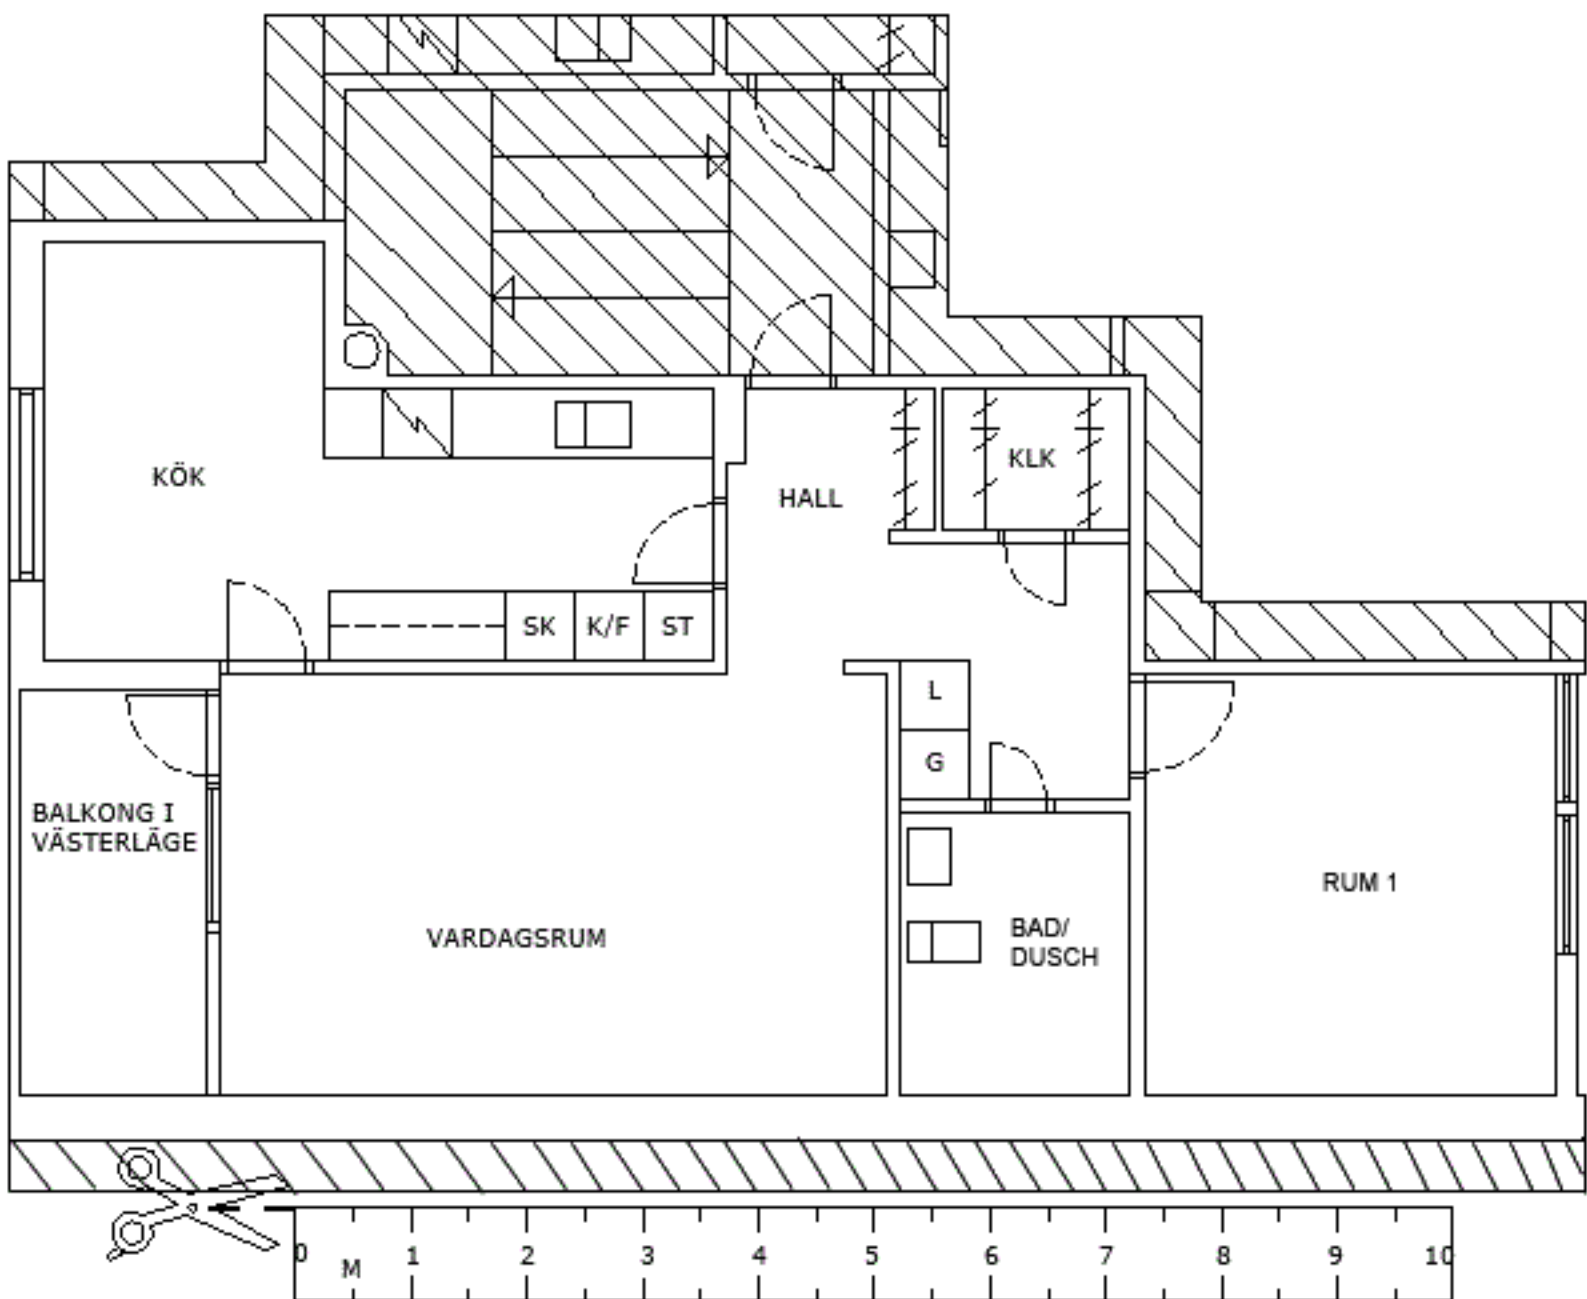 KÖK
HALL
KLK
SK K/F ST
L
G
BALKONG I
VÄSTERLÄGE
VARDAGSRUM
BAD/
DUSCH
RUM 1
0 M 1 2 3 4 5 6 7 8 9 10